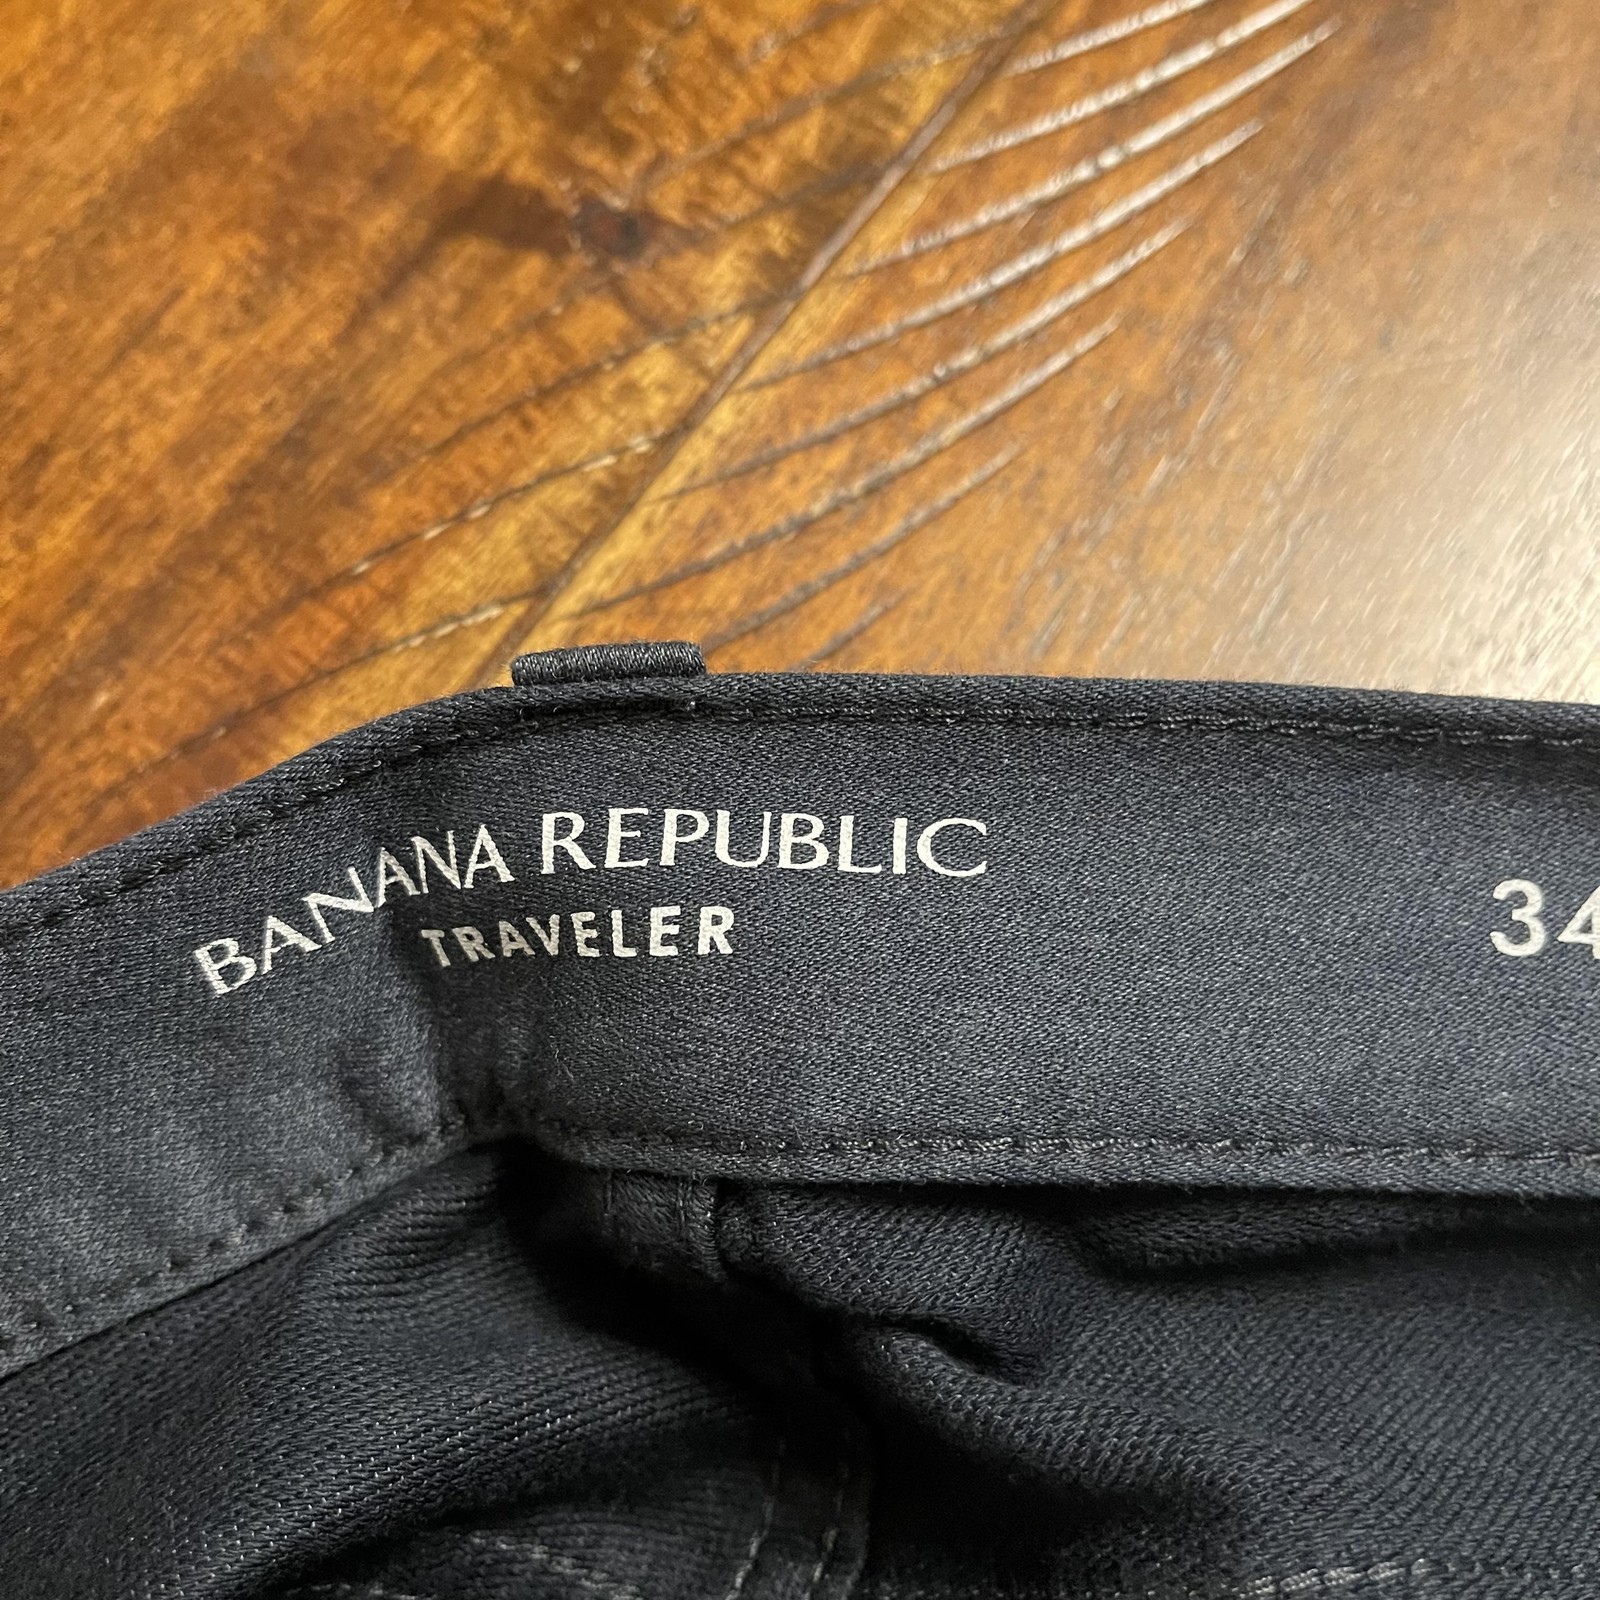 BANANA REPUBLIC
TRAVELER
34